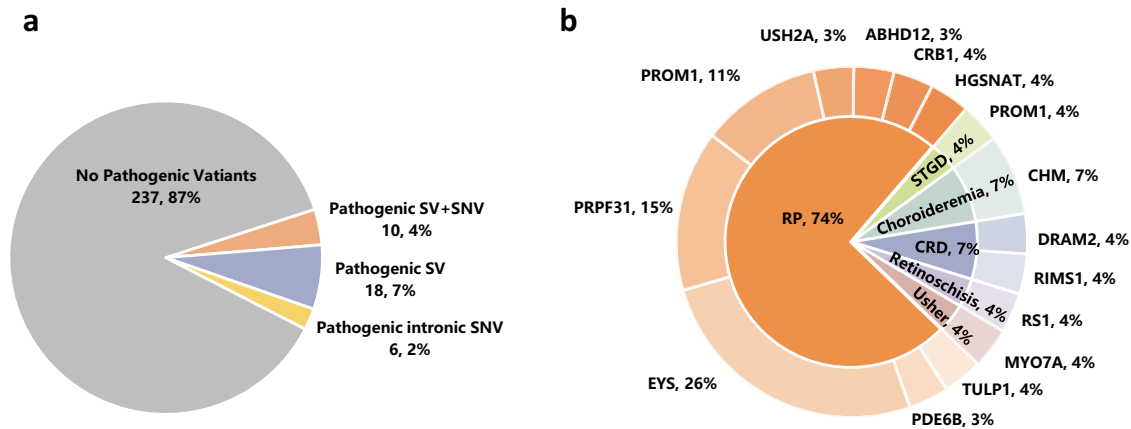 a
No Pathogenic Vatiants
237, 87%
Pathogenic SV+SNV
10, 4%
Pathogenic SV
18, 7%
Pathogenic intronic SNV
6, 2%
b
USH2A, 3%
ABHD12, 3%
CRB1, 4%
HGSNAT, 4%
PROM1, 11%
PROM1, 4%
STGD, 4%
CHM, 7%
Choroideremia, 7%
PRPF31, 15%
RP, 74%
DRAM2, 4%
CRD, 7%
RIMS1, 4%
Retinoschisis, 4%
RS1, 4%
Usher, 4%
MYO7A, 4%
EYS, 26%
TULP1, 4%
PDE6B, 3%